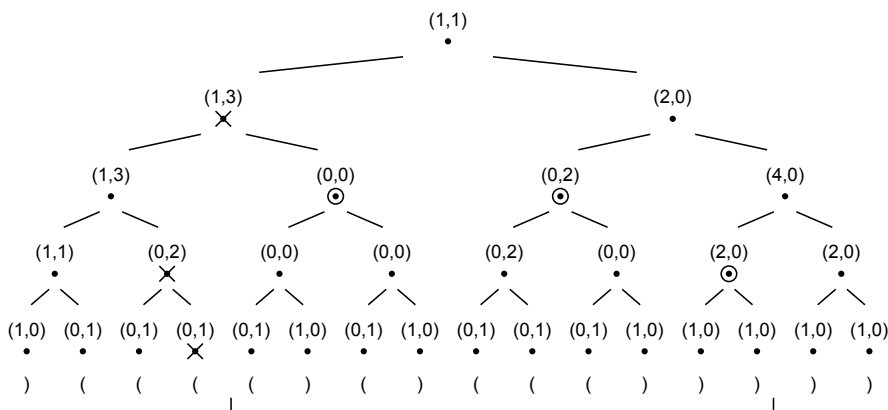 (1,1)
(1,3) (2,0)
(1,3) (0,0) (0,2) (4,0)
(1,1) (0,2) (0,0) (0,0) (0,2) (0,0) (2,0) (2,0)
(1,0) (0,1) (0,1) (0,1) (0,1) (1,0) (0,1) (1,0) (0,1) (0,1) (0,1) (1,0) (1,0) (1,0) (1,0) (1,0)
) ( ( ( ( ) ( ) ( ( ( ) ) ) ) )